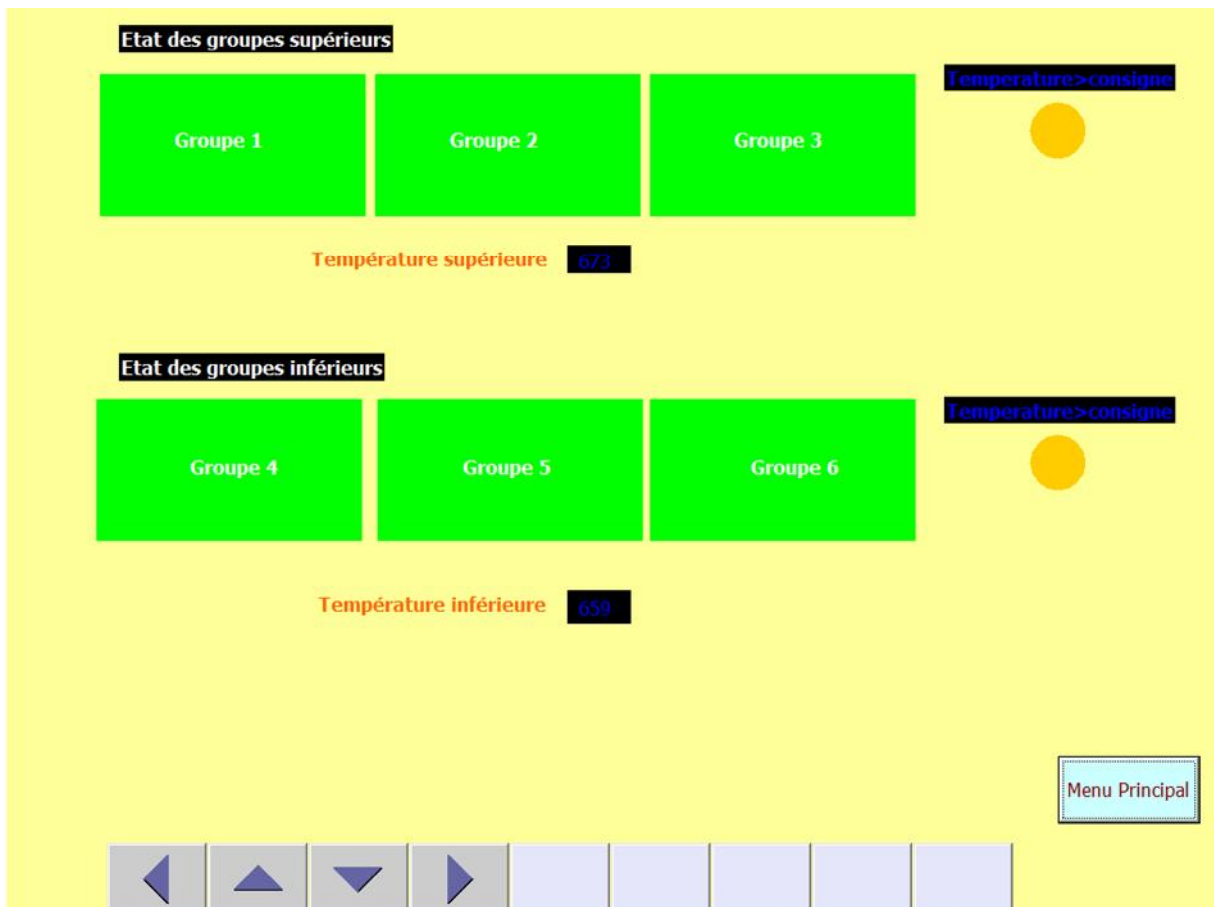 Etat des groupes supérieurs
Temperature>consigne
Groupe 1
Groupe 2
Groupe 3
Température supérieure 673
Etat des groupes inférieurs
Temperature>consigne
Groupe 4
Groupe 5
Groupe 6
Température inférieure 659
Menu Principal